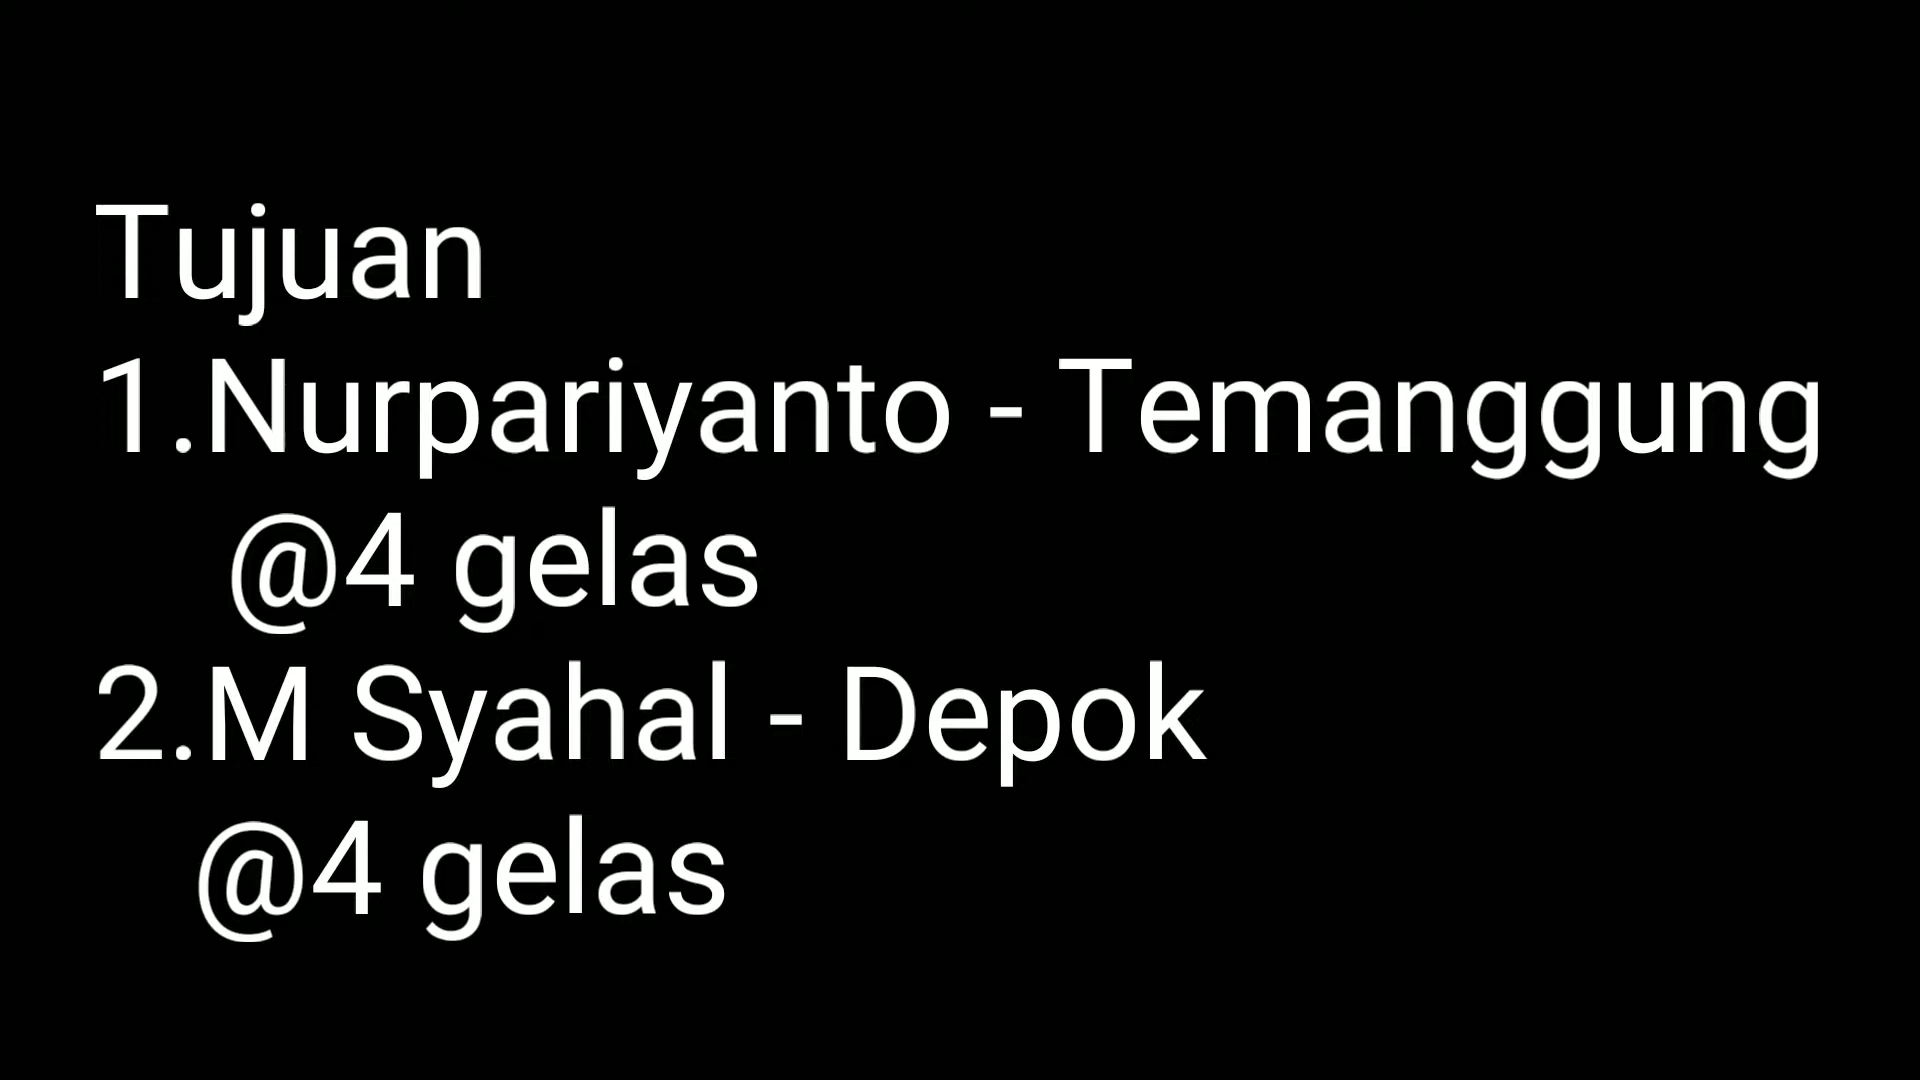 Tujuan
1.Nurpariyanto - Temanggung
@4 gelas
2.M Syahal - Depok
@4 gelas